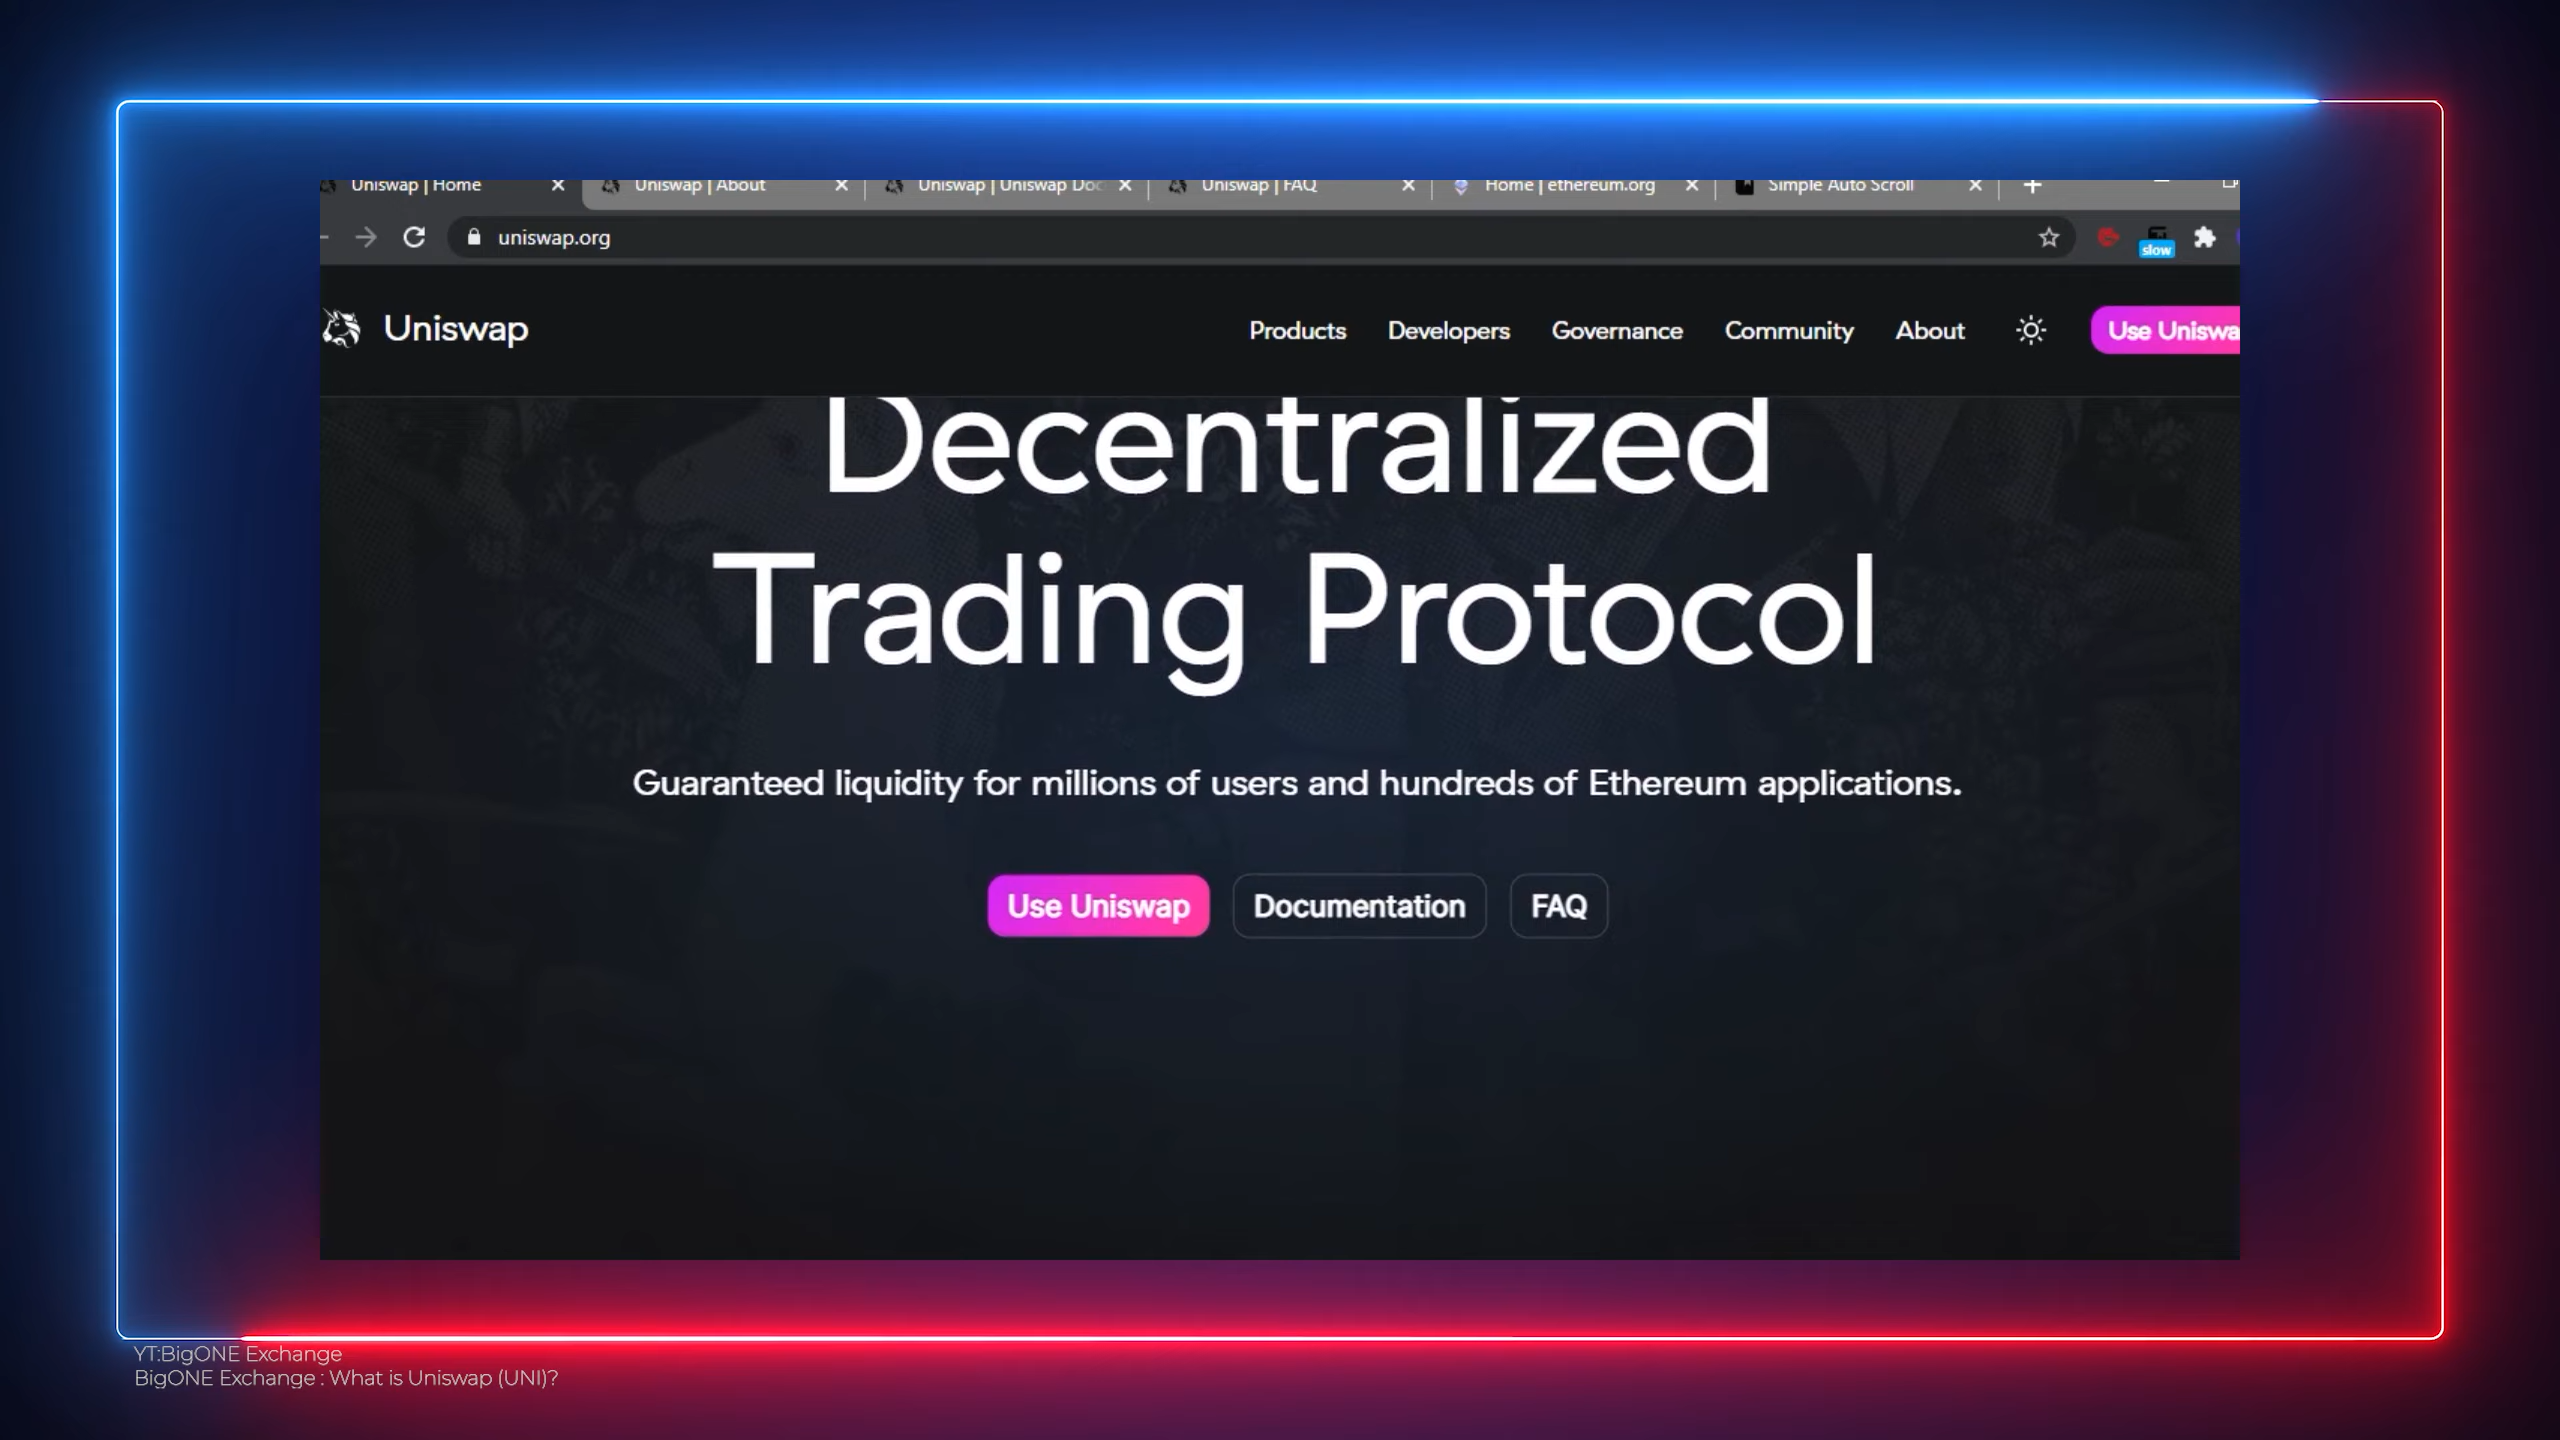 Uniswap | Home
Uniswap | About
Uniswap | Uniswap Doc
Uniswap | FAQ
Home | ethereum.org
Simple Auto Scroll
uniswap.org
slow
Uniswap
Products
Developers
Governance
Community
About
Use Uniswa
Decentralized
Trading Protocol
Guaranteed liquidity for millions of users and hundreds of Ethereum applications.
Use Uniswap
Documentation
FAQ
YT:BigONE Exchange
BigONE Exchange : What is Uniswap (UNI)?